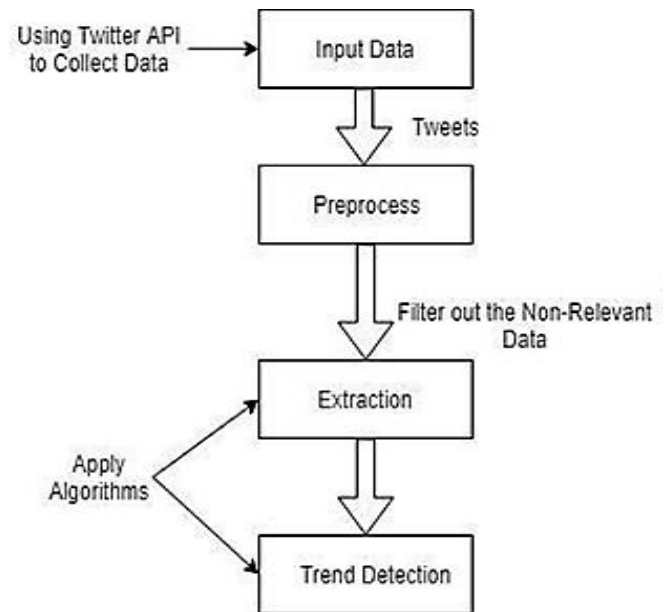 Using Twitter API
to Collect Data
Input Data
Tweets
Preprocess
Filter out the Non-Relevant
Data
Extraction
Apply
Algorithms
Trend Detection